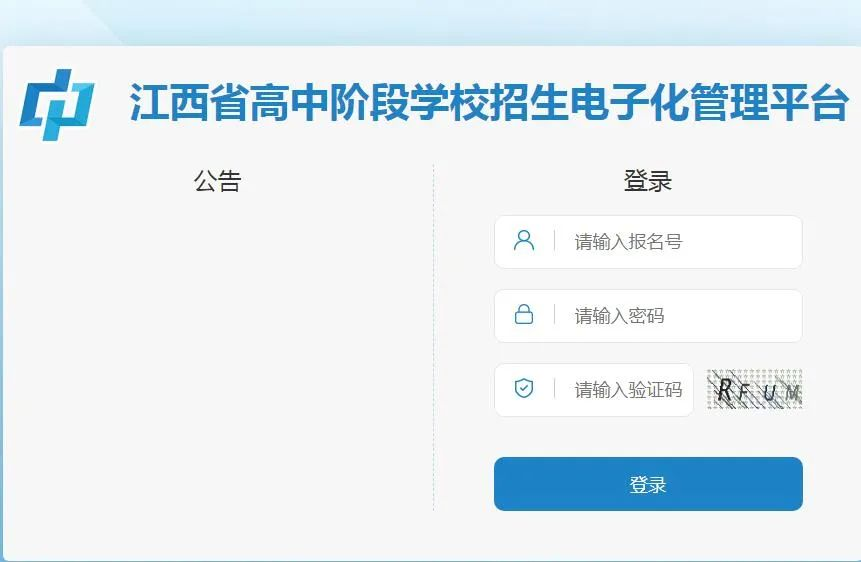 江西省高中阶段学校招生电子化管理平台
公告
登录
请输入报名号
请输入密码
请输入验证码
RFUM
登录